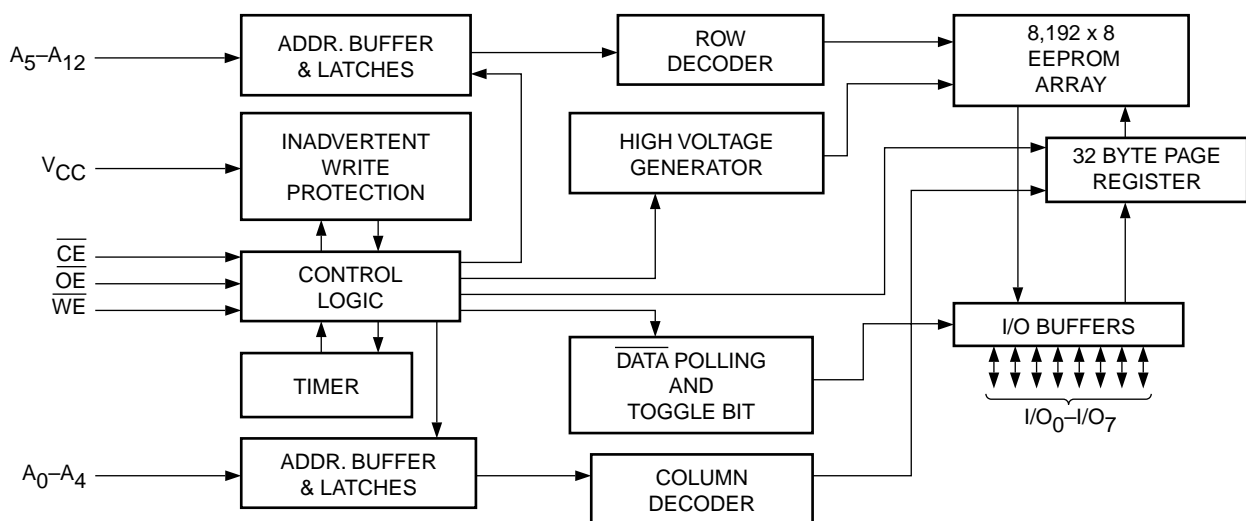 A5–A12
ADDR. BUFFER
& LATCHES
ROW
DECODER
8,192 x 8
EEPROM
ARRAY
VCC
INADVERTENT
WRITE
PROTECTION
HIGH VOLTAGE
GENERATOR
32 BYTE PAGE
REGISTER
CE
OE
WE
CONTROL
LOGIC
I/O BUFFERS
TIMER
DATA POLLING
AND
TOGGLE BIT
I/O0–I/O7
A0–A4
ADDR. BUFFER
& LATCHES
COLUMN
DECODER